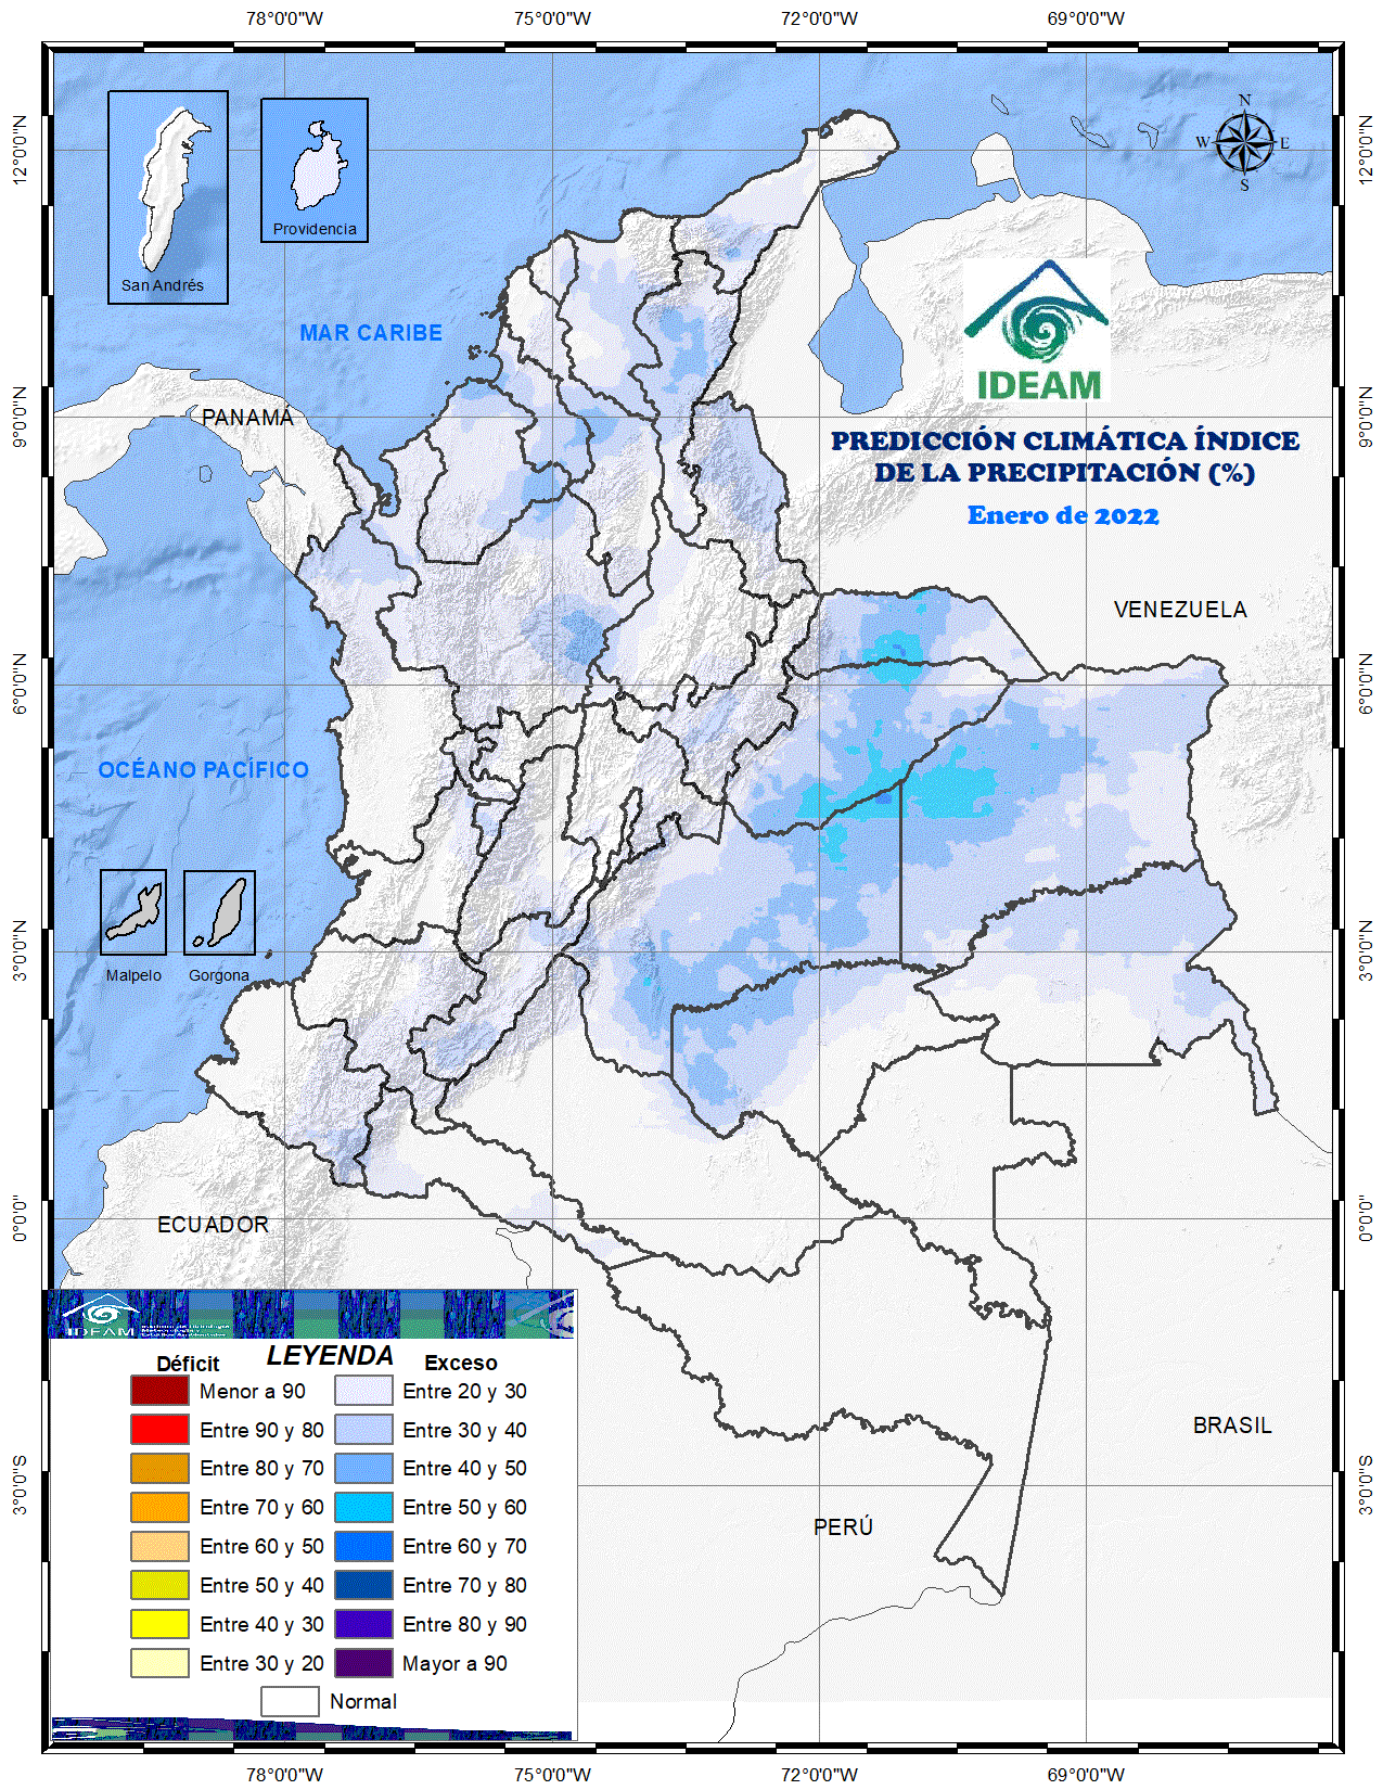 78°0'0"W
75°0'0"W
72°0'0"W
69°0'0"W
12°0'0"N
12°0'0"N
N
W
E
S
San Andrés
Providencia
MAR CARIBE
IDEAM
PANAMÁ
9°0'0"N
9°0'0"N
PREDICCIÓN CLIMÁTICA ÍNDICE
DE LA PRECIPITACIÓN (%)
Enero de 2022
VENEZUELA
6°0'0"N
6°0'0"N
OCÉANO PACÍFICO
3°0'0"N
3°0'0"N
Malpelo
Gorgona
ECUADOR
0°0'0"
0°0'0"
IDEAM
LEYENDA
Déficit
Exceso
Menor a 90
Entre 20 y 30
Entre 90 y 80
Entre 30 y 40
Entre 80 y 70
Entre 40 y 50
Entre 70 y 60
Entre 50 y 60
Entre 60 y 50
Entre 60 y 70
Entre 50 y 40
Entre 70 y 80
Entre 40 y 30
Entre 80 y 90
Entre 30 y 20
Mayor a 90
Normal
BRASIL
3°0'0"S
3°0'0"S
PERÚ
78°0'0"W
75°0'0"W
72°0'0"W
69°0'0"W